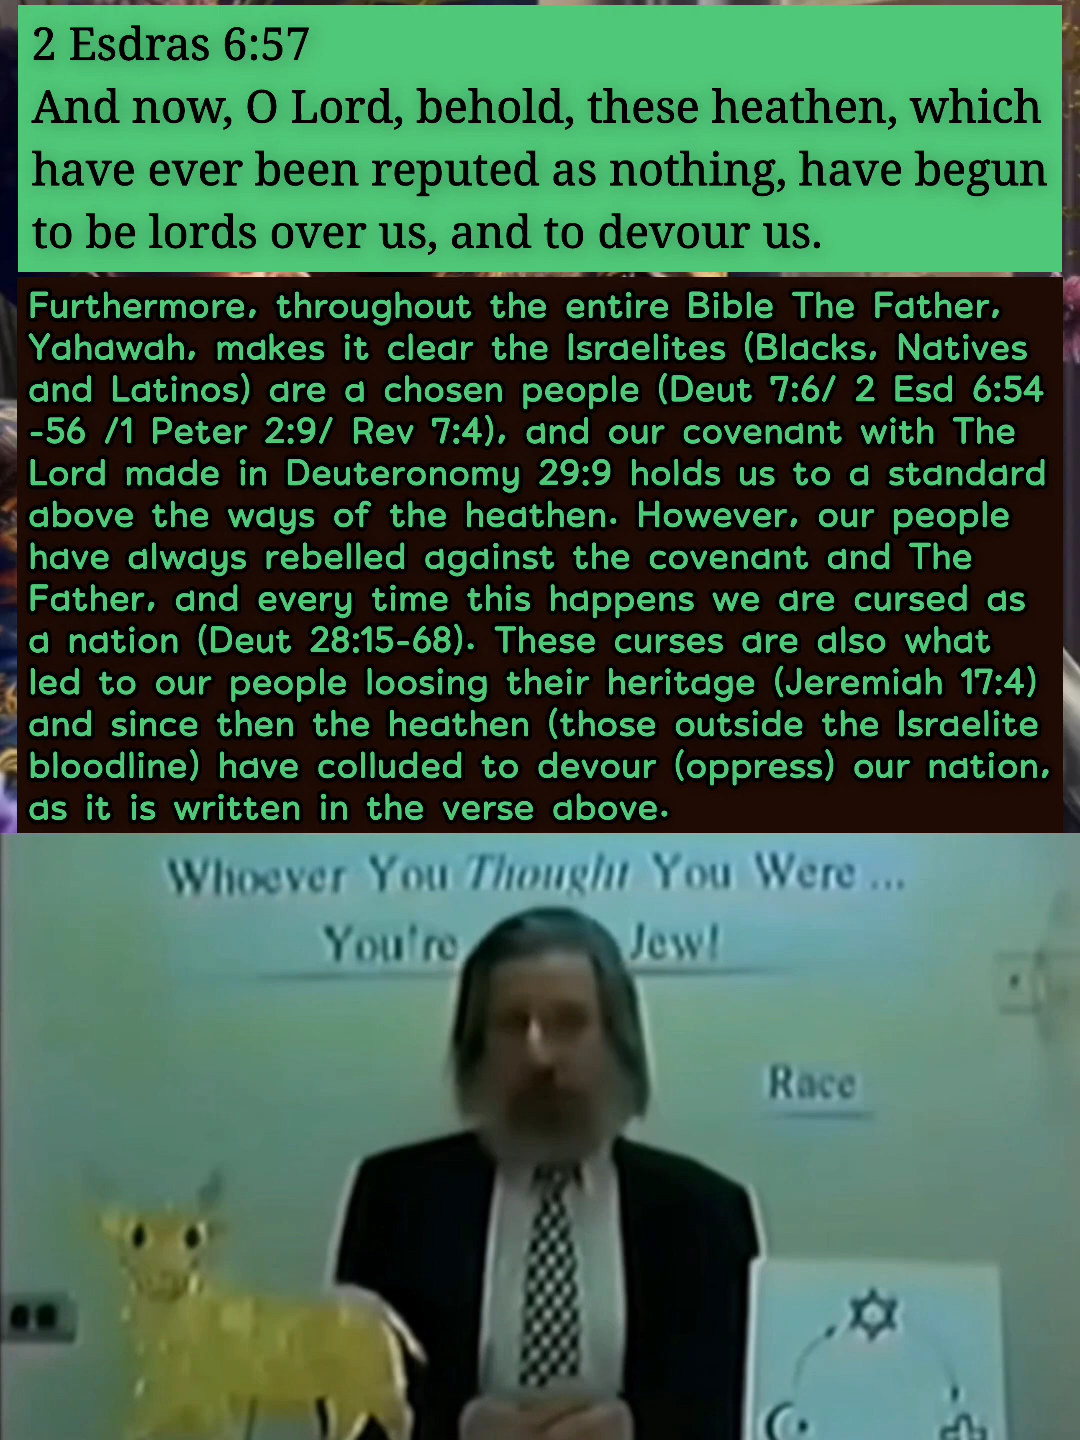 2 Esdras 6:57
And now, O Lord, behold, these heathen, which
have ever been reputed as nothing, have begun
to be lords over us, and to devour us.
Furthermore, throughout the entire Bible The Father,
Yahawah, makes it clear the Israelites (Blacks, Natives
and Latinos) are a chosen people (Deut 7:6/ 2 Esd 6:54
-56 /1 Peter 2:9/ Rev 7:4), and our covenant with The
Lord made in Deuteronomy 29:9 holds us to a standard
above the ways of the heathen. However, our people
have always rebelled against the covenant and The
Father, and every time this happens we are cursed as
a nation (Deut 28:15-68). These curses are also what
led to our people loosing their heritage (Jeremiah 17:4)
and since then the heathen (those outside the Israelite
bloodline) have colluded to devour (oppress) our nation,
as it is written in the verse above.
Whoever You Thought You Were ...
You're Jew!
Race